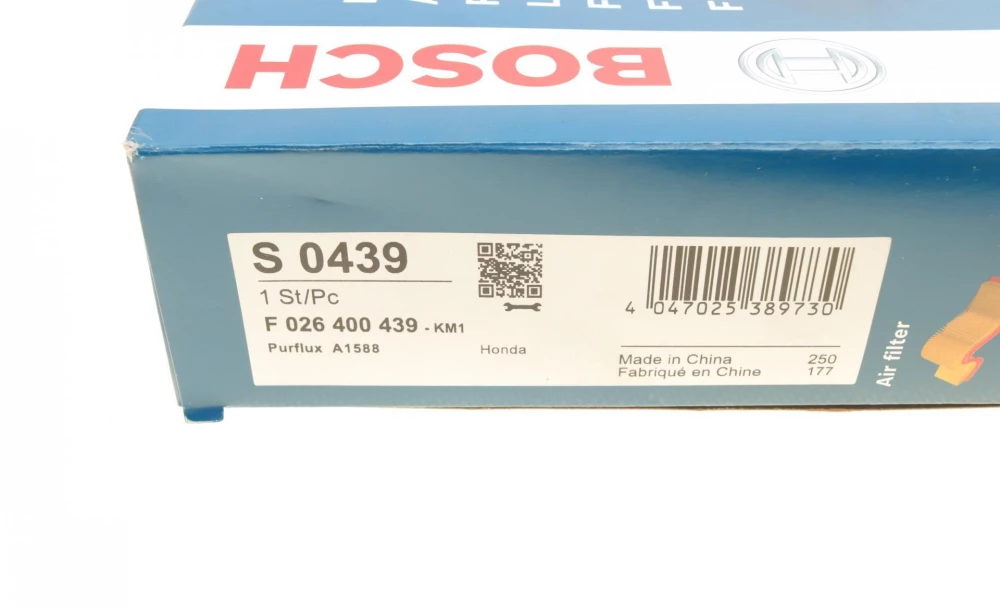 BOSCH
S 0439
1 St/Pc
F 026 400 439 - KM1
Purflux A1588
Honda
4 047025 389730
Made in China 250
Fabriqué en Chine 177
Air filter